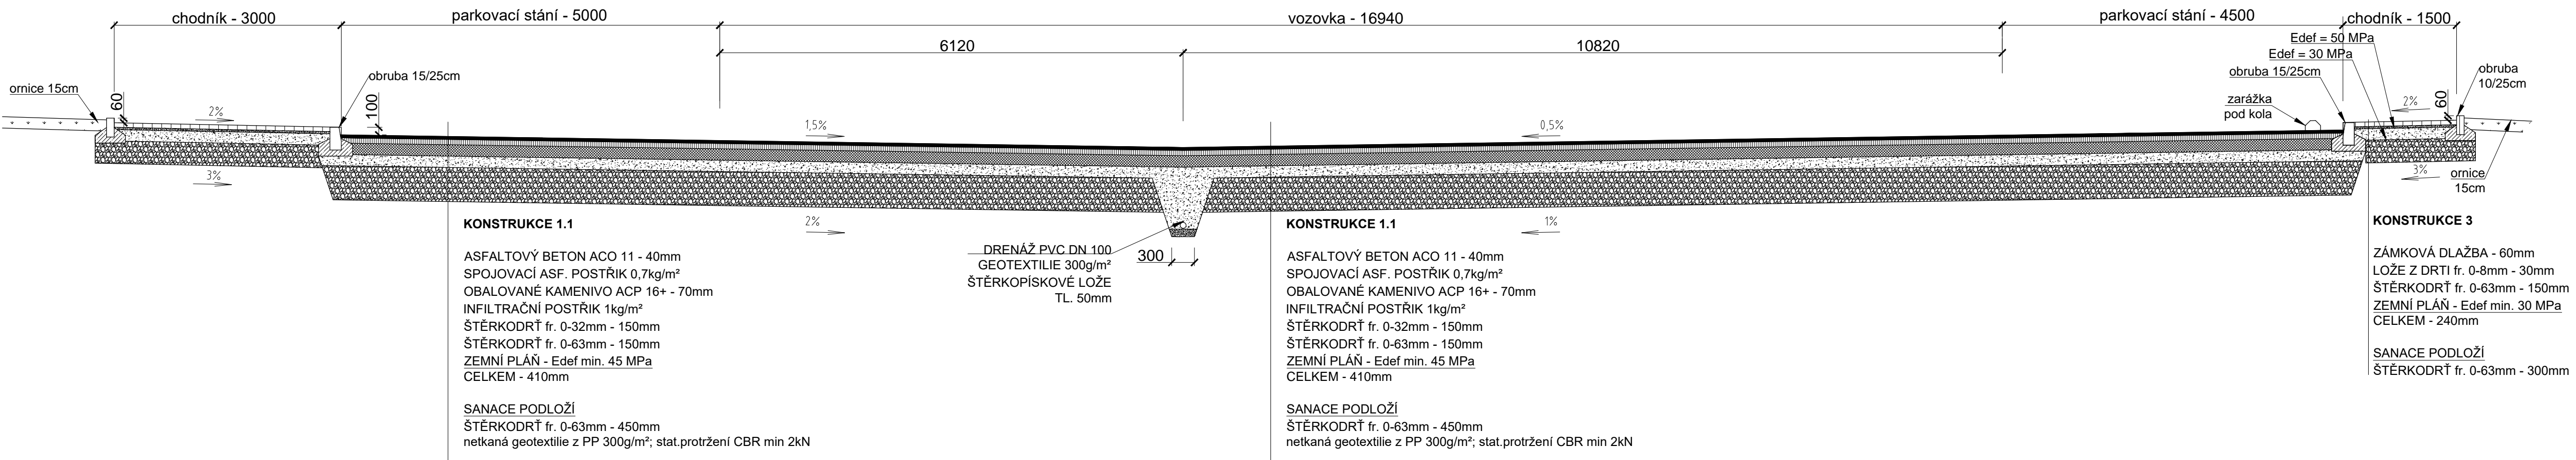 chodník - 3000
parkovací stání - 5000
vozovka - 16940
parkovací stání - 4500
chodník - 1500
6120
10820
Edef = 50 MPa
Edef = 30 MPa
obruba 15/25cm
obruba
10/25cm
zarážka
pod kola
ornice 15cm
60
2%
obruba 15/25cm
100
1,5%
0,5%
2%
60
3%
2%
1%
3%
ornice
15cm
KONSTRUKCE 1.1
ASFALTOVÝ BETON ACO 11 - 40mm
SPOJOVACÍ ASF. POSTŘIK 0,7kg/m²
OBALOVANÉ KAMENIVO ACP 16+ - 70mm
INFILTRAČNÍ POSTŘIK 1kg/m²
ŠTĚRKODRŤ fr. 0-32mm - 150mm
ŠTĚRKODRŤ fr. 0-63mm - 150mm
ZEMNÍ PLÁŇ - Edef min. 45 MPa
CELKEM - 410mm
SANACE PODLOŽÍ
ŠTĚRKODRŤ fr. 0-63mm - 450mm
netkaná geotextilie z PP 300g/m²; stat.protržení CBR min 2kN
DRENÁŽ PVC DN 100
GEOTEXTILIE 300g/m²
ŠTĚRKOPÍSKOVÉ LOŽE
TL. 50mm
300
KONSTRUKCE 1.1
ASFALTOVÝ BETON ACO 11 - 40mm
SPOJOVACÍ ASF. POSTŘIK 0,7kg/m²
OBALOVANÉ KAMENIVO ACP 16+ - 70mm
INFILTRAČNÍ POSTŘIK 1kg/m²
ŠTĚRKODRŤ fr. 0-32mm - 150mm
ŠTĚRKODRŤ fr. 0-63mm - 150mm
ZEMNÍ PLÁŇ - Edef min. 45 MPa
CELKEM - 410mm
SANACE PODLOŽÍ
ŠTĚRKODRŤ fr. 0-63mm - 450mm
netkaná geotextilie z PP 300g/m²; stat.protržení CBR min 2kN
KONSTRUKCE 3
ZÁMKOVÁ DLAŽBA - 60mm
LOŽE Z DRTI fr. 0-8mm - 30mm
ŠTĚRKODRŤ fr. 0-63mm - 150mm
ZEMNÍ PLÁŇ - Edef min. 30 MPa
CELKEM - 240mm
SANACE PODLOŽÍ
ŠTĚRKODRŤ fr. 0-63mm - 300mm